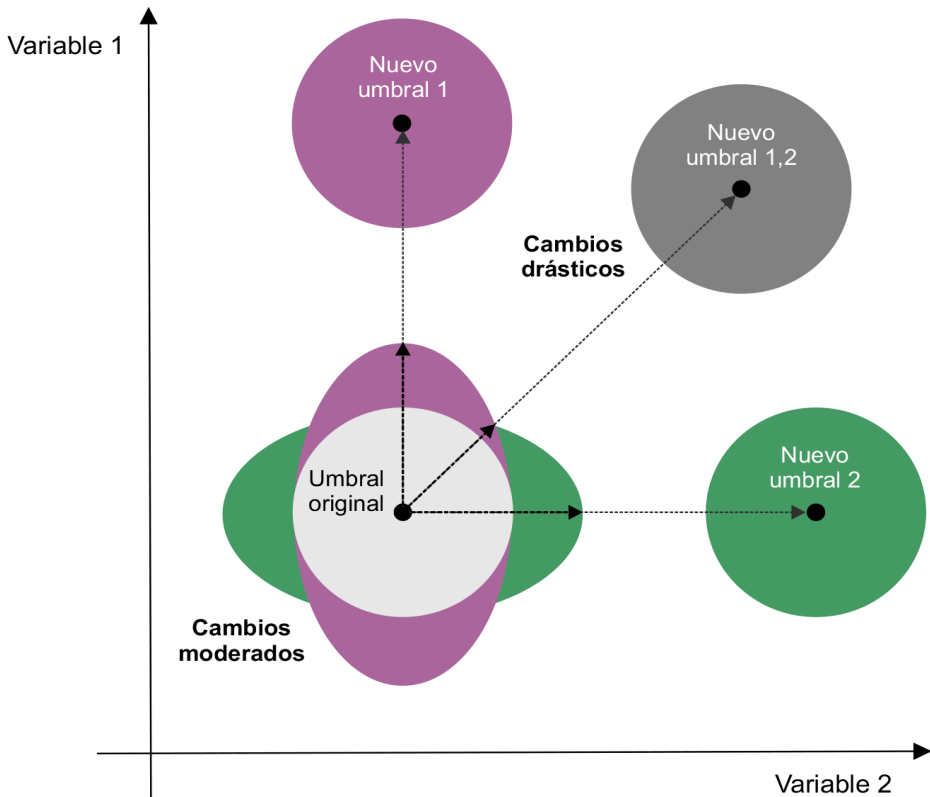 Variable 1
Nuevo
umbral 1
Nuevo
umbral 1,2
Cambios
drásticos
Umbral
original
Nuevo
umbral 2
Cambios
moderados
Variable 2